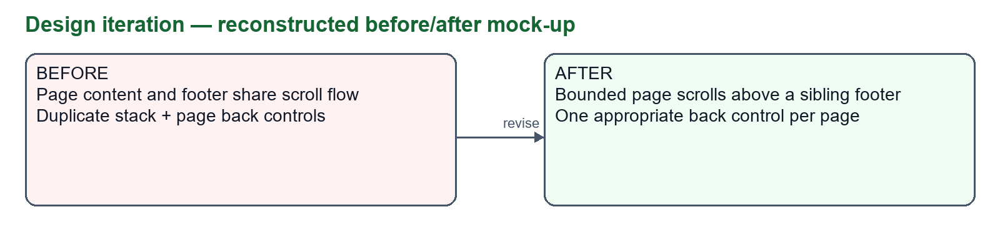 Design iteration — reconstructed before/after mock-up
BEFORE
Page content and footer share scroll flow
Duplicate stack + page back controls
revise
AFTER
Bounded page scrolls above a sibling footer
One appropriate back control per page